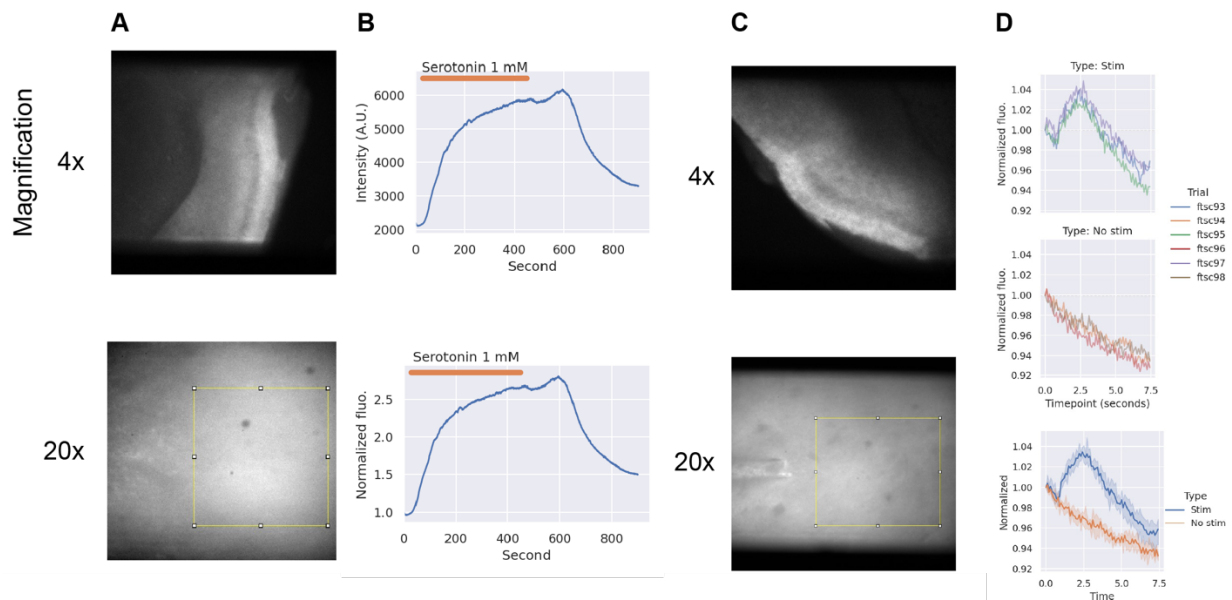 A
B
C
D
Magnification
4x
20x
Serotonin 1 mM
Intensity (A.U.)
6000
5000
4000
3000
2000
0 200 400 600 800
Second
Serotonin 1 mM
Normalized fluo.
2.5
2.0
1.5
1.0
0 200 400 600 800
Second
4x
20x
Type: Stim
Normalized fluo.
1.04
1.02
1.00
0.98
0.96
0.94
0.92
Type: No stim
Normalized fluo.
1.04
1.02
1.00
0.98
0.96
0.94
0.92
0.0 2.5 5.0 7.5
Timepoint (seconds)
Trial
ftsc93
ftsc94
ftsc95
ftsc96
ftsc97
ftsc98
Normalized
1.04
1.02
1.00
0.98
0.96
0.94
0.92
0.0 2.5 5.0 7.5
Time
Type
Stim
No stim